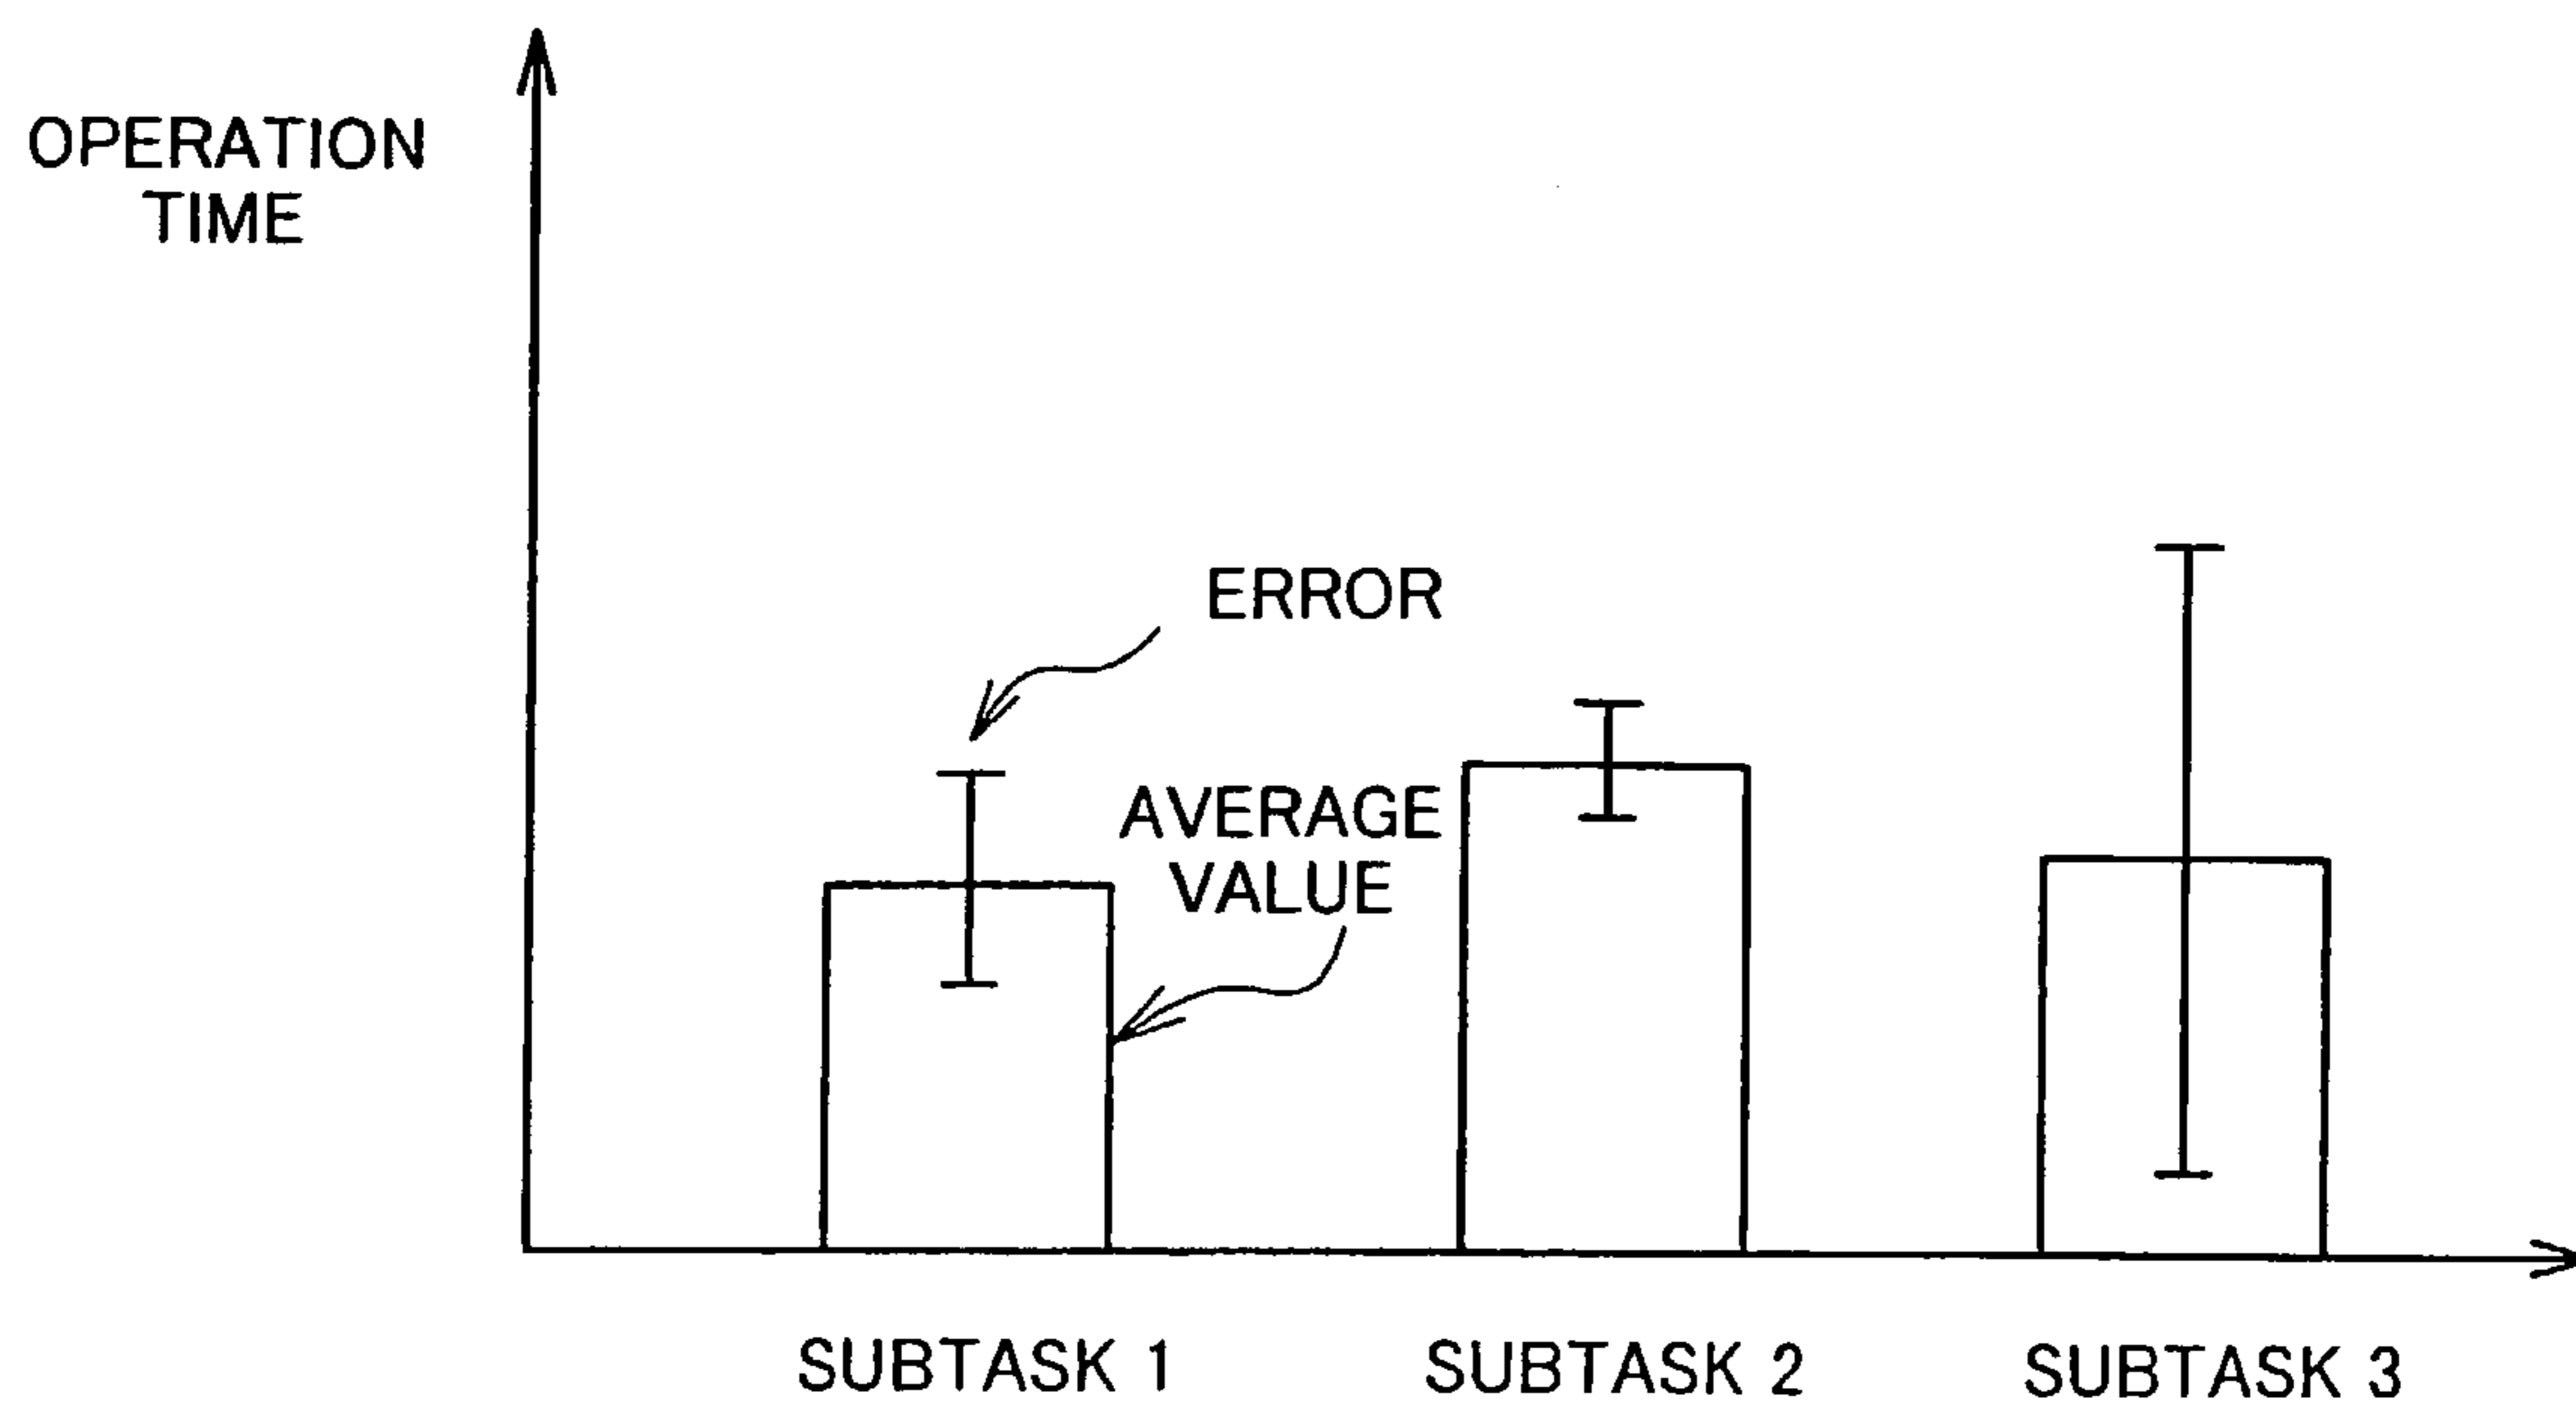 OPERATION
TIME
ERROR
AVERAGE
VALUE
SUBTASK 1
SUBTASK 2
SUBTASK 3